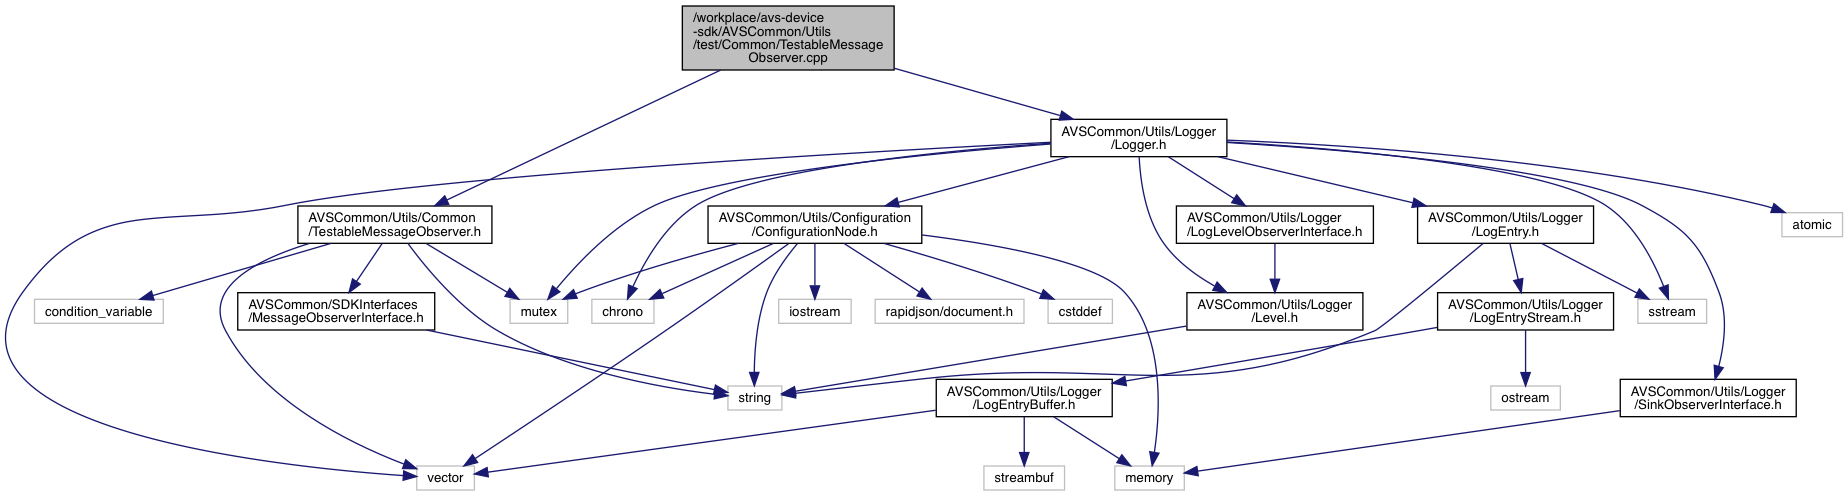 /workplace/avs-device
-sdk/AVSCommon/Utils
/test/Common/TestableMessage
Observer.cpp
AVSCommon/Utils/Logger
/Logger.h
AVSCommon/Utils/Common
/TestableMessageObserver.h
AVSCommon/Utils/Configuration
/ConfigurationNode.h
AVSCommon/Utils/Logger
/LogLevelObserverInterface.h
AVSCommon/Utils/Logger
/LogEntry.h
atomic
condition_variable
AVSCommon/SDKInterfaces
/MessageObserverInterface.h
mutex
chrono
iostream
rapidjson/document.h
cstddef
AVSCommon/Utils/Logger
/Level.h
AVSCommon/Utils/Logger
/LogEntryStream.h
sstream
string
AVSCommon/Utils/Logger
/LogEntryBuffer.h
ostream
AVSCommon/Utils/Logger
/SinkObserverInterface.h
vector
streambuf
memory